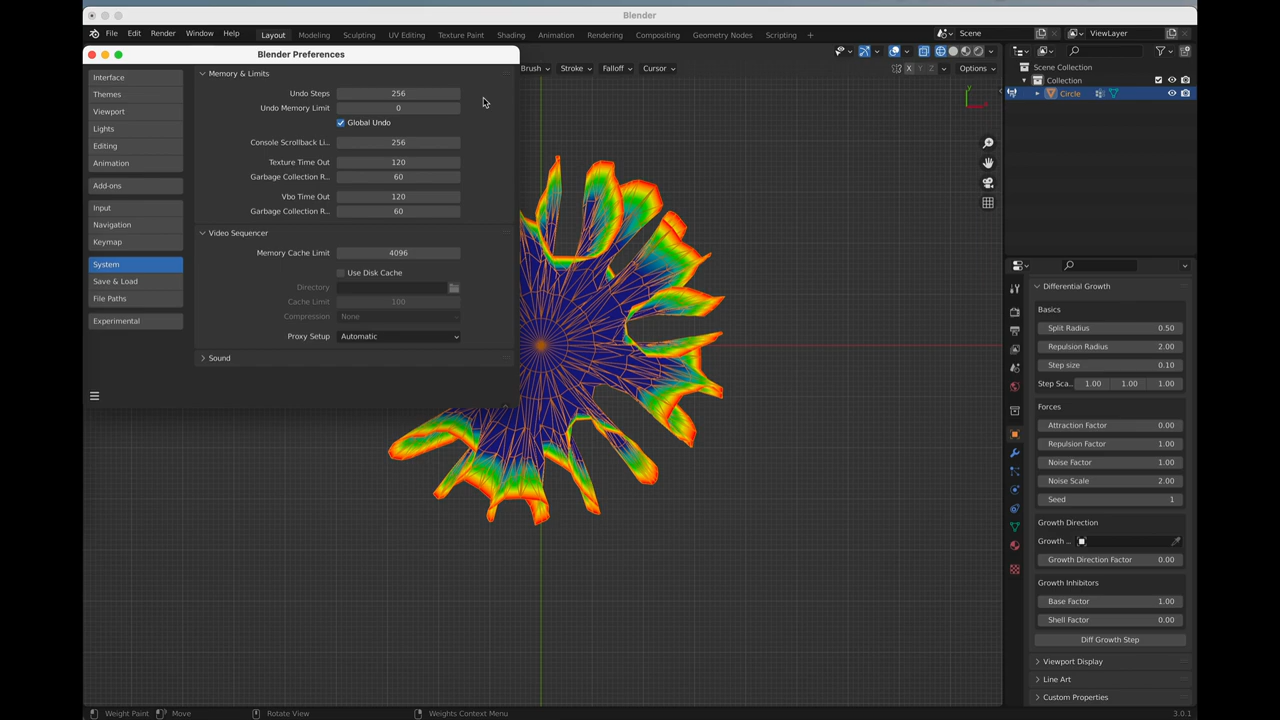 Blender
File Edit Render Window Help
Layout Modeling Sculpting UV Editing Texture Paint Shading Animation Rendering Compositing Geometry Nodes Scripting +
Scene
ViewLayer
Blender Preferences
Interface
Themes
Viewport
Lights
Editing
Animation
Add-ons
Input
Navigation
Keymap
System
Save & Load
File Paths
Experimental
Memory & Limits
Undo Steps 256
Undo Memory Limit 0
Global Undo
Console Scrollback Li... 256
Texture Time Out 120
Garbage Collection R... 60
Vbo Time Out 120
Garbage Collection R... 60
Video Sequencer
Memory Cache Limit 4096
Use Disk Cache
Directory
Cache Limit 100
Compression None
Proxy Setup Automatic
Sound
Brush Stroke Falloff Cursor
X Y Z
Options
Y
Scene Collection
Collection
Circle
Differential Growth
Basics
Split Radius 0.50
Repulsion Radius 2.00
Step size 0.10
Step Sca... 1.00 1.00 1.00
Forces
Attraction Factor 0.00
Repulsion Factor 1.00
Noise Factor 1.00
Noise Scale 2.00
Seed 1
Growth Direction
Growth ...
Growth Direction Factor 0.00
Growth Inhibitors
Base Factor 1.00
Shell Factor 0.00
Diff Growth Step
Viewport Display
Line Art
Custom Properties
Weight Paint Move Rotate View Weights Context Menu
3.0.1